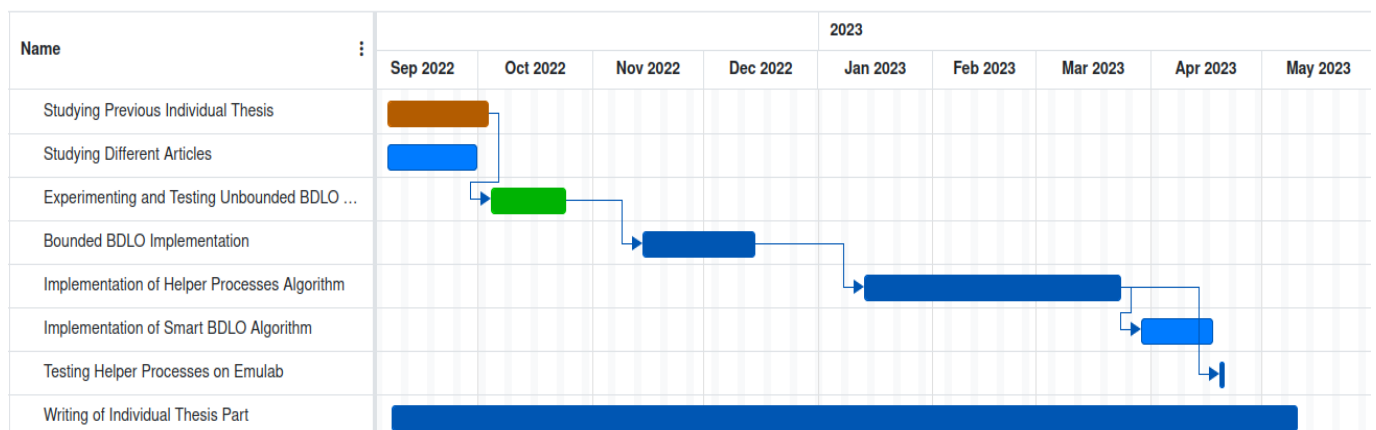 2023
Name
Sep 2022 Oct 2022 Nov 2022 Dec 2022 Jan 2023 Feb 2023 Mar 2023 Apr 2023 May 2023
Studying Previous Individual Thesis
Studying Different Articles
Experimenting and Testing Unbounded BDLO ...
Bounded BDLO Implementation
Implementation of Helper Processes Algorithm
Implementation of Smart BDLO Algorithm
Testing Helper Processes on Emulab
Writing of Individual Thesis Part